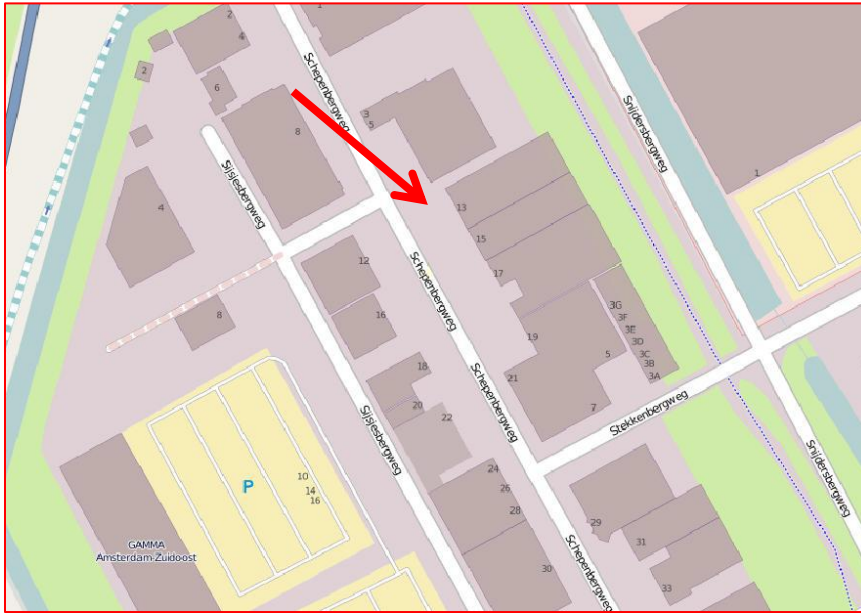 2
4
1
Schepenbergweg
2
6
3
5
8
Snijdersbergweg
1
4
Sijsjesbergweg
13
15
17
12
Schepenbergweg
8
16
3G
3F
3E
3D
3C
3B
3A
19
5
18
21
Schepenbergweg
20
22
7
Stekkenbergweg
Sijsjesbergweg
24
26
28
Snijdersbergweg
10
14
16
P
29
31
GAMMA
Amsterdam-Zuidoost
Schepenbergweg
30
33